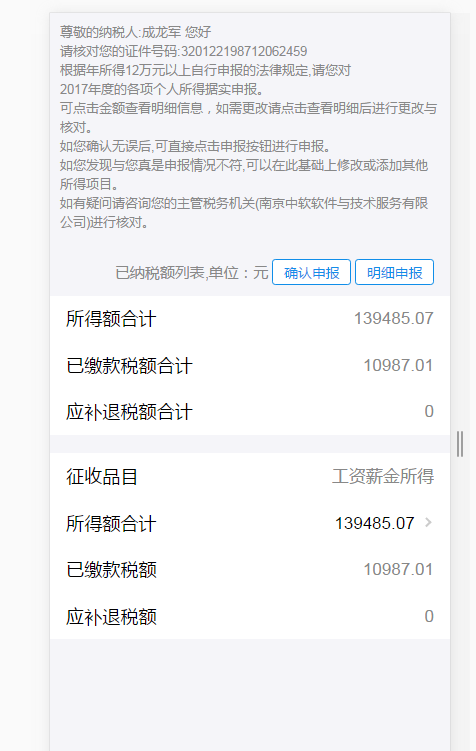 尊敬的纳税人:成龙军 您好
请核对您的证件号码:320122198712062459
根据年所得12万元以上自行申报的法律规定,请您对
2017年度的各项个人所得据实申报。
可点击金额查看明细信息，如需更改请点击查看明细后进行更改与
核对。
如您确认无误后,可直接点击申报按钮进行申报。
如您发现与您真是申报情况不符,可以在此基础上修改或添加其他
所得项目。
如有疑问请咨询您的主管税务机关(南京中软软件与技术服务有限
公司)进行核对。
已纳税额列表,单位：元 确认申报 明细申报
所得额合计 139485.07
已缴款税额合计 10987.01
应补退税额合计 0
征收品目 工资薪金所得
所得额合计 139485.07
已缴款税额 10987.01
应补退税额 0